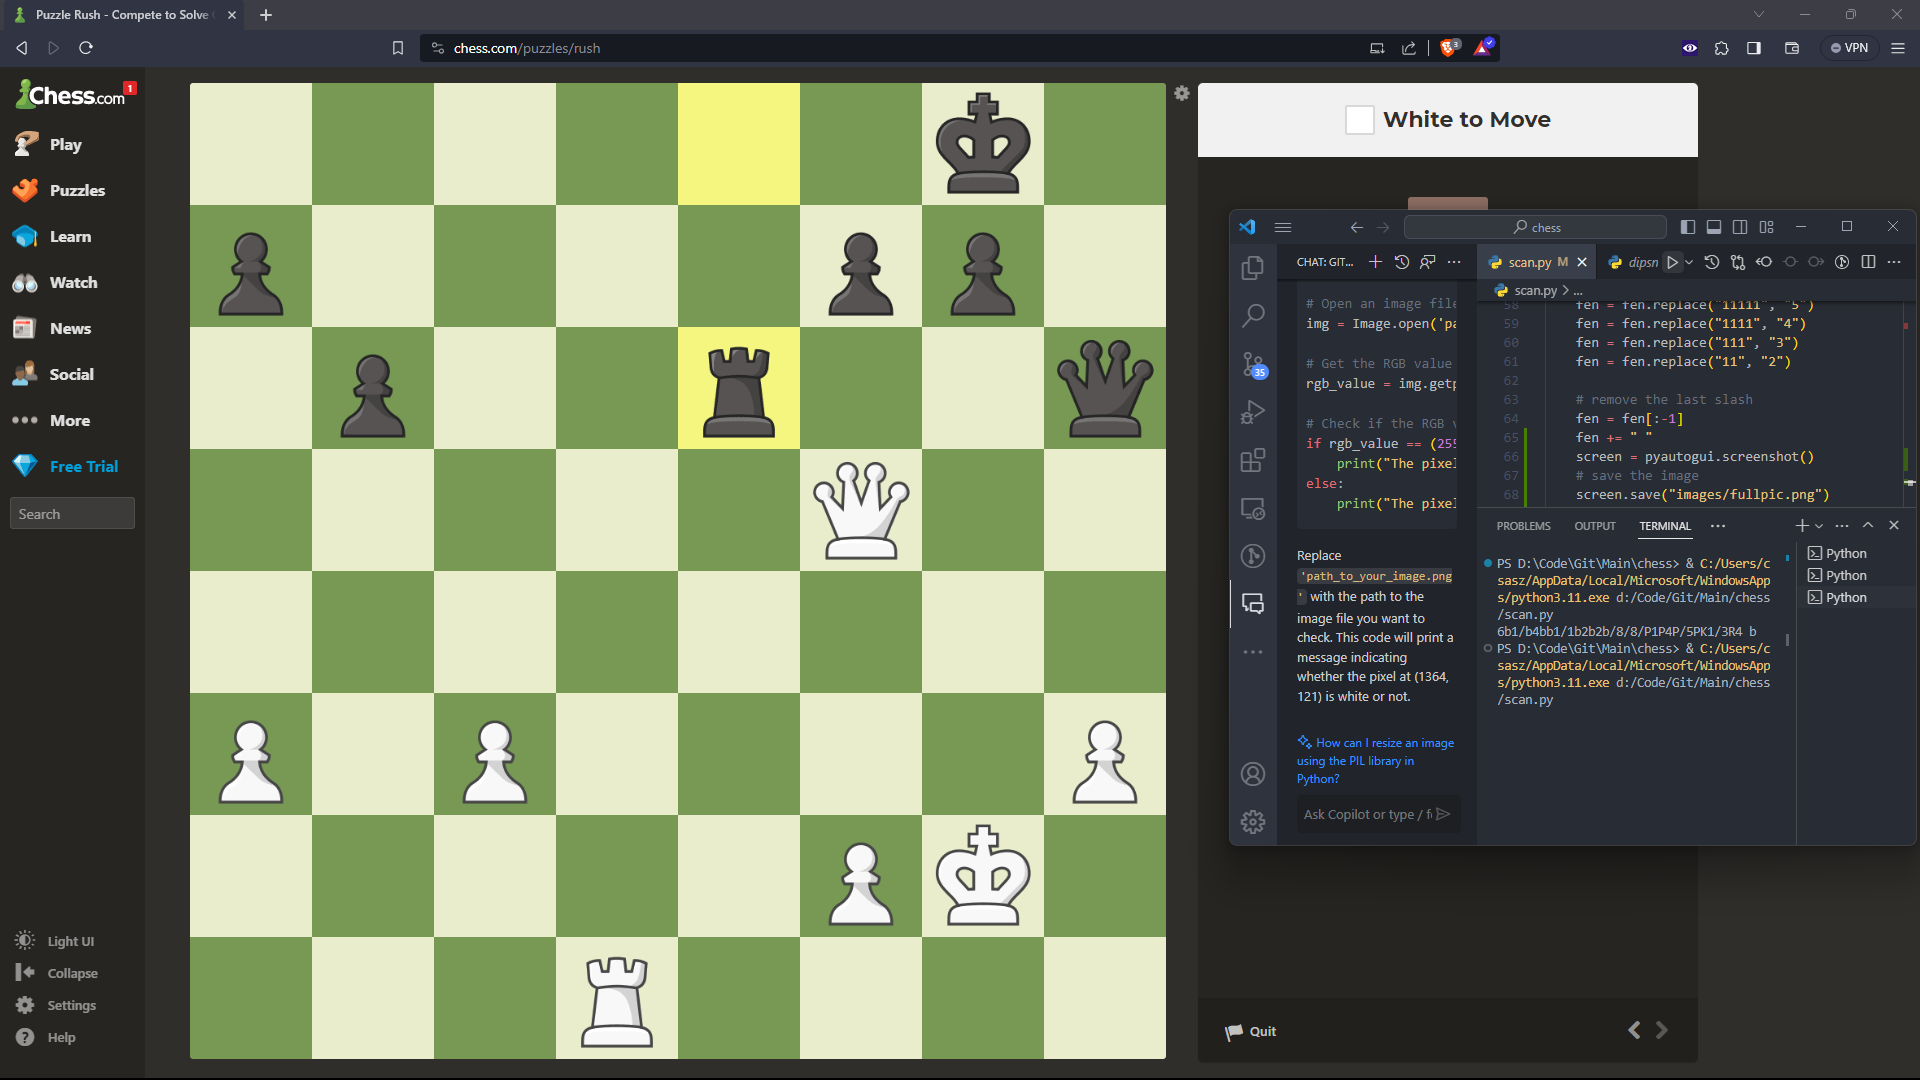 Puzzle Rush - Compete to Solve
chess.com/puzzles/rush
3
VPN
Chess.com
1
Play
Puzzles
Learn
Watch
News
Social
More
Free Trial
Search
Light UI
Collapse
Settings
Help
White to Move
Quit
chess
CHAT: GIT...
# Open an image file
img = Image.open('pa
# Get the RGB value
rgb_value = img.getp
# Check if the RGB v
if rgb_value == (255
print("The pixel
else:
print("The pixel
Replace
'path_to_your_image.png
' with the path to the
image file you want to
check. This code will print a
message indicating
whether the pixel at (1364,
121) is white or not.
How can I resize an image
using the PIL library in
Python?
Ask Copilot or type / f
35
scan.py M
dipsn
scan.py > ...
58 fen = fen.replace("11111", "5")
59 fen = fen.replace("1111", "4")
60 fen = fen.replace("111", "3")
61 fen = fen.replace("11", "2")
62
63 # remove the last slash
64 fen = fen[:-1]
65 fen += " "
66 screen = pyautogui.screenshot()
67 # save the image
68 screen.save("images/fullpic.png")
PROBLEMS OUTPUT TERMINAL
PS D:\Code\Git\Main\chess> & C:/Users/c
sasz/AppData/Local/Microsoft/WindowsApp
s/python3.11.exe d:/Code/Git/Main/chess
/scan.py
6b1/b4bb1/1b2b2b/8/8/P1P4P/5PK1/3R4 b
PS D:\Code\Git\Main\chess> & C:/Users/c
sasz/AppData/Local/Microsoft/WindowsApp
s/python3.11.exe d:/Code/Git/Main/chess
/scan.py
Python
Python
Python